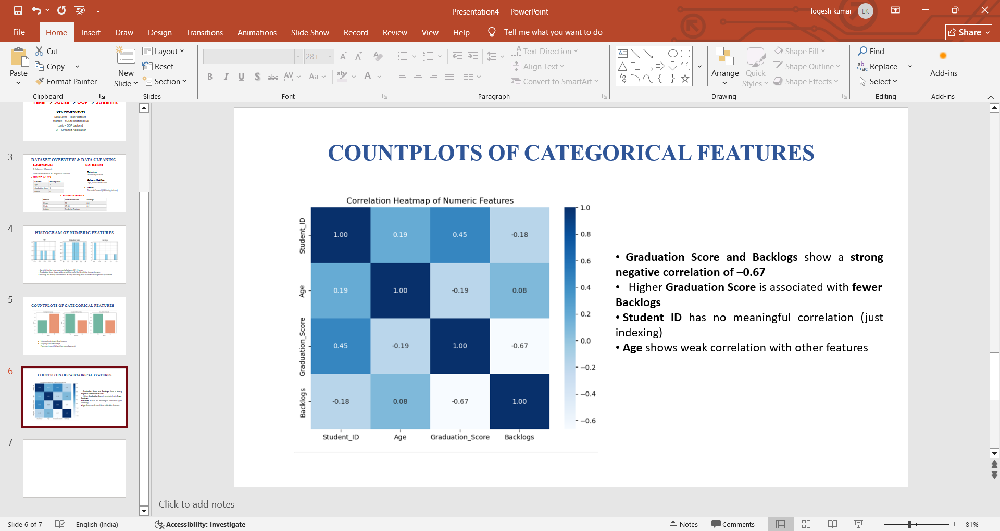 Presentation4 - PowerPoint
logesh kumar LK
File Home Insert Draw Design Transitions Animations Slide Show Record Review View Help Tell me what you want to do Share
Paste
Cut
Copy
Format Painter
Clipboard
New Slide
Layout
Reset
Section
Slides
28+
B I U S abc AV Aa A
Font
Text Direction
Align Text
Convert to SmartArt
Paragraph
Arrange
Quick Styles
Shape Fill
Shape Outline
Shape Effects
Drawing
Find
Replace
Select
Editing
Add-ins
Add-ins
KEY COMPONENTS
Data Layer – Faker dataset
Storage – SQLite relational DB
Logic – OOP backend
UI – Streamlit Application
3
DATASET OVERVIEW & DATA CLEANING
4
HISTOGRAM OF NUMERIC FEATURES
5
COUNTPLOTS OF CATEGORICAL FEATURES
6
COUNTPLOTS OF CATEGORICAL FEATURES
7
COUNTPLOTS OF CATEGORICAL FEATURES
Correlation Heatmap of Numeric Features
Student_ID 1.00 0.19 0.45 -0.18
Age 0.19 1.00 -0.19 0.08
Graduation_Score 0.45 -0.19 1.00 -0.67
Backlogs -0.18 0.08 -0.67 1.00
Student_ID Age Graduation_Score Backlogs
1.0
0.8
0.6
0.4
0.2
0.0
−0.2
−0.4
−0.6
• Graduation Score and Backlogs show a strong
negative correlation of –0.67
• Higher Graduation Score is associated with fewer
Backlogs
• Student ID has no meaningful correlation (just
indexing)
• Age shows weak correlation with other features
Click to add notes
Slide 6 of 7 English (India) Accessibility: Investigate Notes Comments 81%